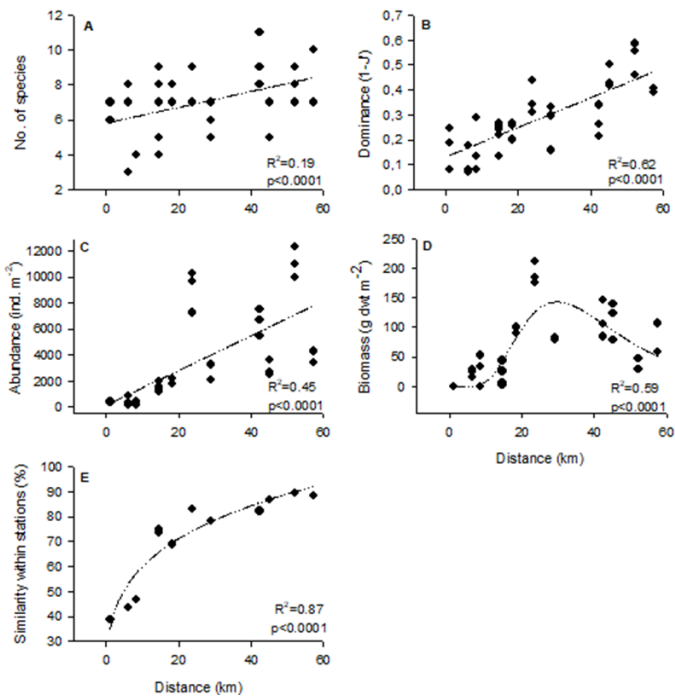 A
No. of species
12
10
8
6
4
2
0
20
40
60
R²=0.19
p<0.0001
B
Dominance (1-J')
0,7
0,6
0,5
0,4
0,3
0,2
0,1
0,0
0
20
40
60
R²=0.62
p<0.0001
C
Abundance (ind. m⁻²)
12000
10000
8000
6000
4000
2000
0
0
20
40
60
R²=0.45
p<0.0001
D
Biomass (g dwt m⁻²)
250
200
150
100
50
0
0
20
40
60
Distance (km)
R²=0.59
p<0.0001
E
Similarity within stations (%)
100
90
80
70
60
50
40
30
0
20
40
60
Distance (km)
R²=0.87
p<0.0001